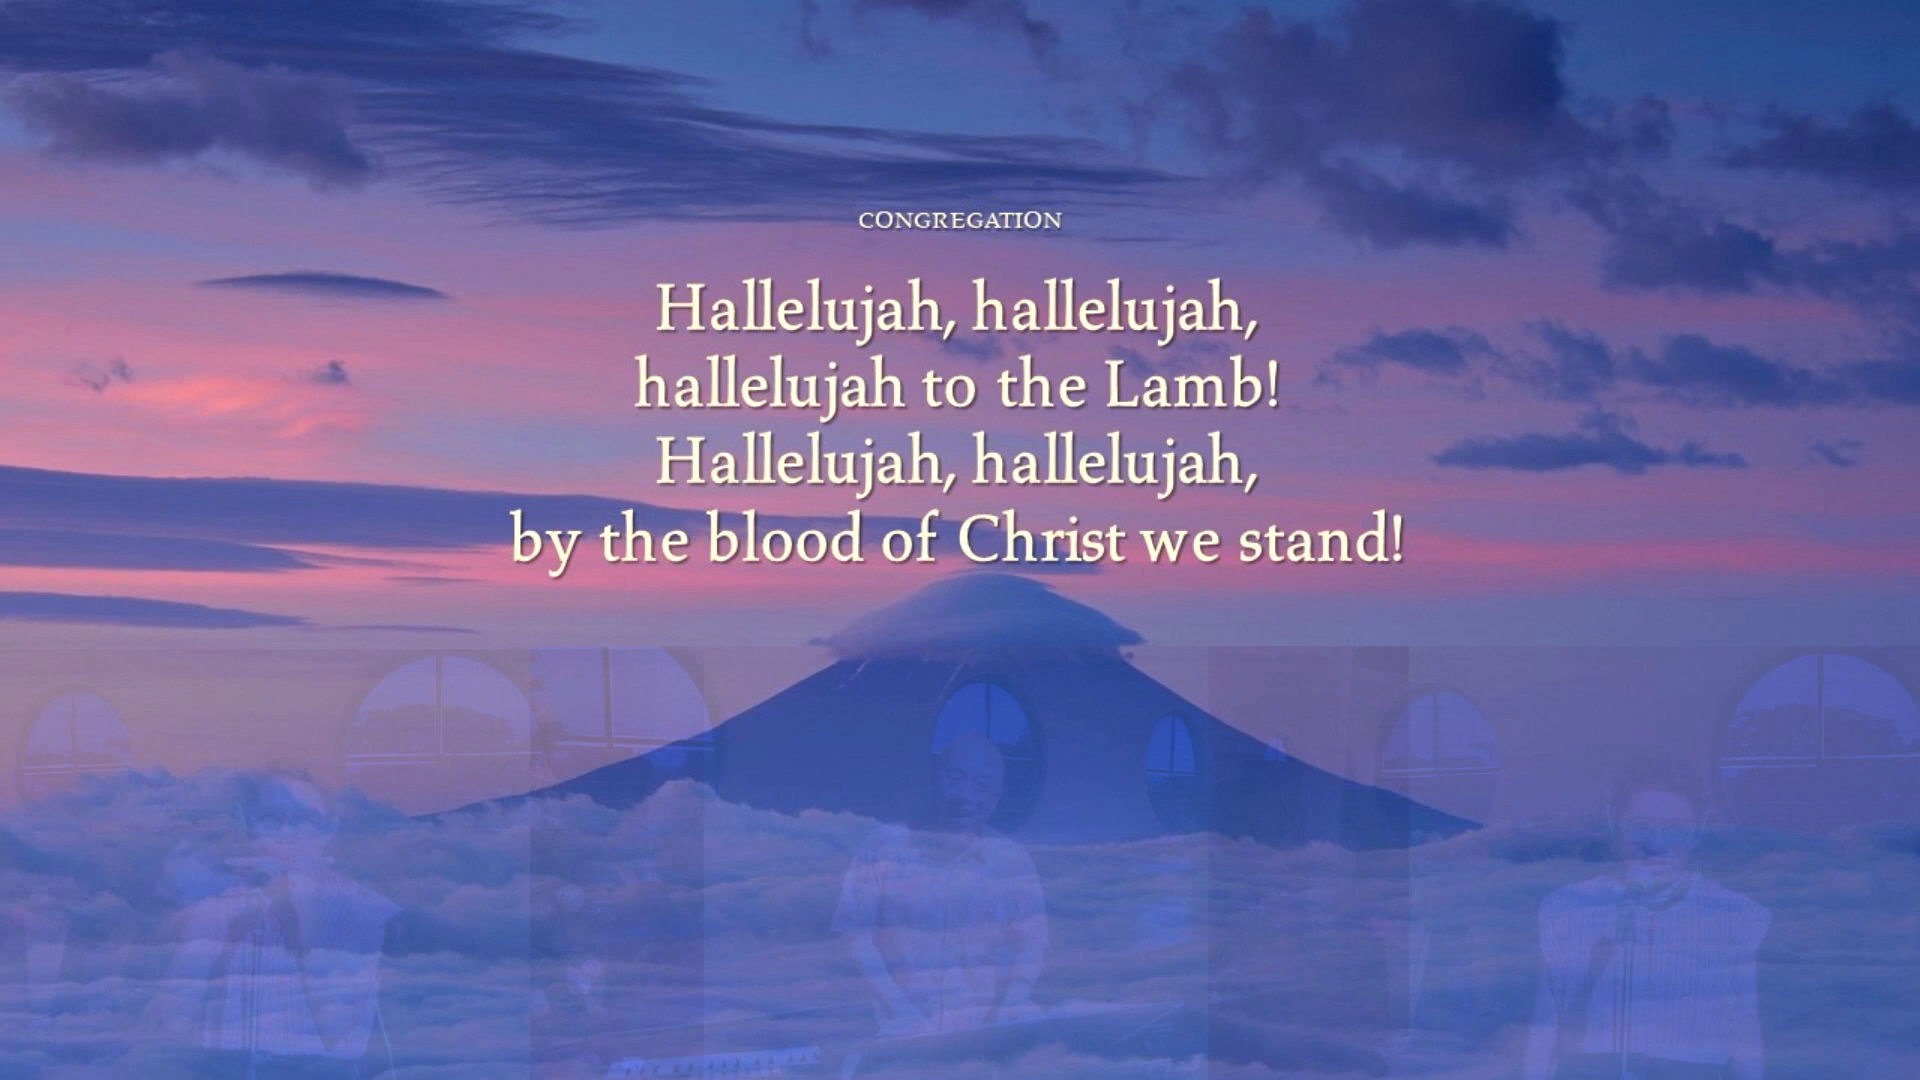 CONGREGATION
Hallelujah, hallelujah,
hallelujah to the Lamb!
Hallelujah, hallelujah,
by the blood of Christ we stand!